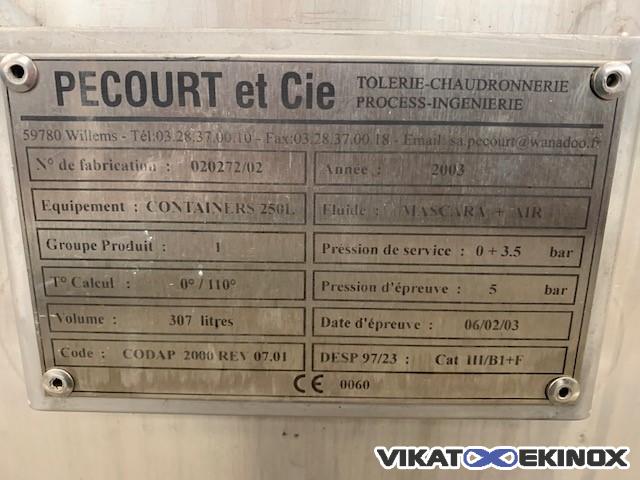 PECOURT et Cie TOLERIE-CHAUDRONNERIE
PROCESS-INGENIERIE
59780 Willems - Tél:03.28.37.00.10 - Fax:03.28.37.00.18 - Email: sa.pecourt@wanadoo.fr
N° de fabrication : 020272/02
Année : 2003
Equipement : CONTAINERS 250L
Fluide : MASCARA + AIR
Groupe Produit : 1
Pression de service : 0 + 3.5 bar
T° Calcul : 0° / 110°
Pression d'épreuve : 5 bar
Volume : 307 litres
Date d'épreuve : 06/02/03
Code : CODAP 2000 REV 07.01
DESP 97/23 : Cat III/B1+F
CE 0060
VIKAT EKINOX